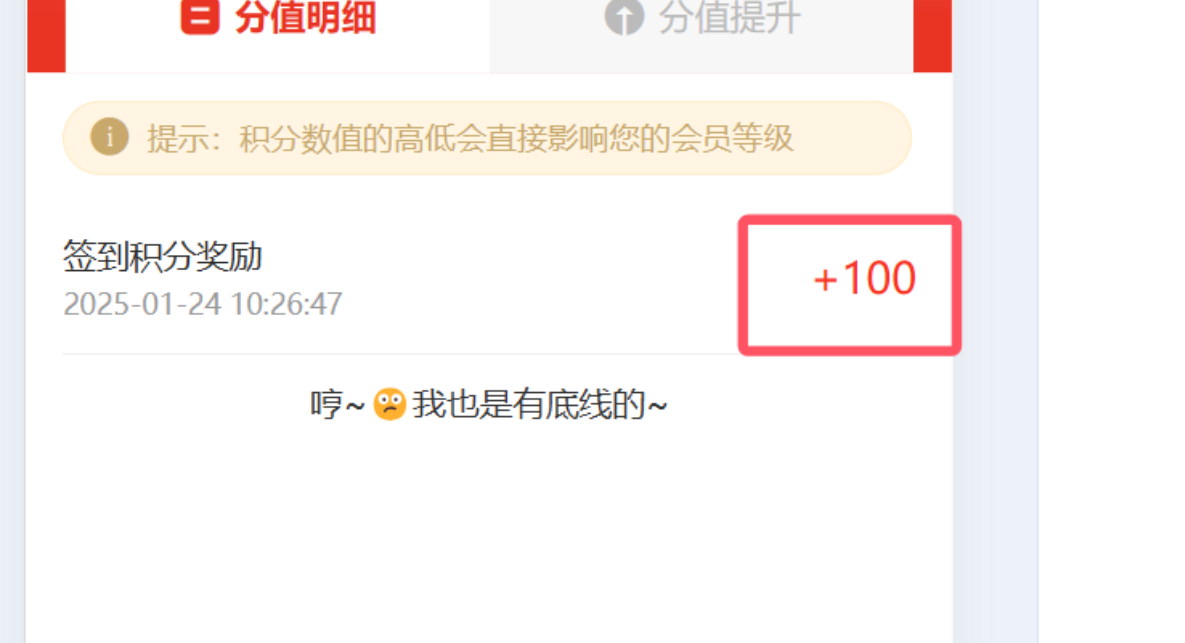 分值明细 分值提升
提示：积分数值的高低会直接影响您的会员等级
签到积分奖励
+100
2025-01-24 10:26:47
哼~😕我也是有底线的~